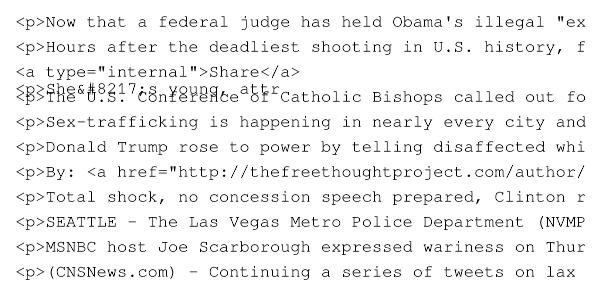 <p>Now that a federal judge has held Obama's illegal "ex
<p>Hours after the deadliest shooting in U.S. history, f
<a type="internal">Share</a>
<p>She&#8217;s young, attr
<p>The U.S. Conference of Catholic Bishops called out fo
<p>Sex-trafficking is happening in nearly every city and
<p>Donald Trump rose to power by telling disaffected whi
<p>By: <a href="http://thefreethoughtproject.com/author/
<p>Total shock, no concession speech prepared, Clinton r
<p>SEATTLE - The Las Vegas Metro Police Department (NVMP
<p>MSNBC host Joe Scarborough expressed wariness on Thur
<p>(CNSNews.com) - Continuing a series of tweets on lax